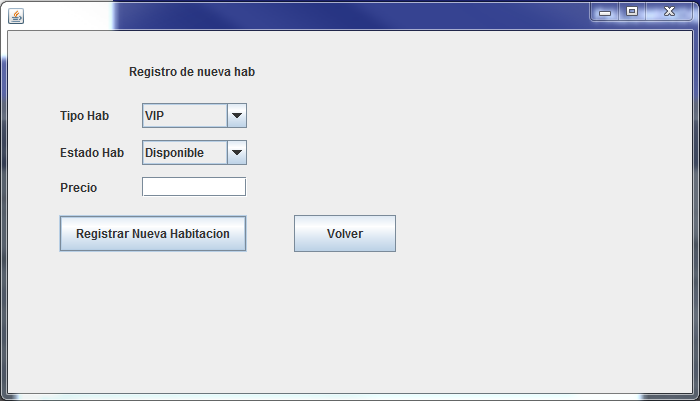 Registro de nueva hab
Tipo Hab VIP
Estado Hab Disponible
Precio
Registrar Nueva Habitacion Volver